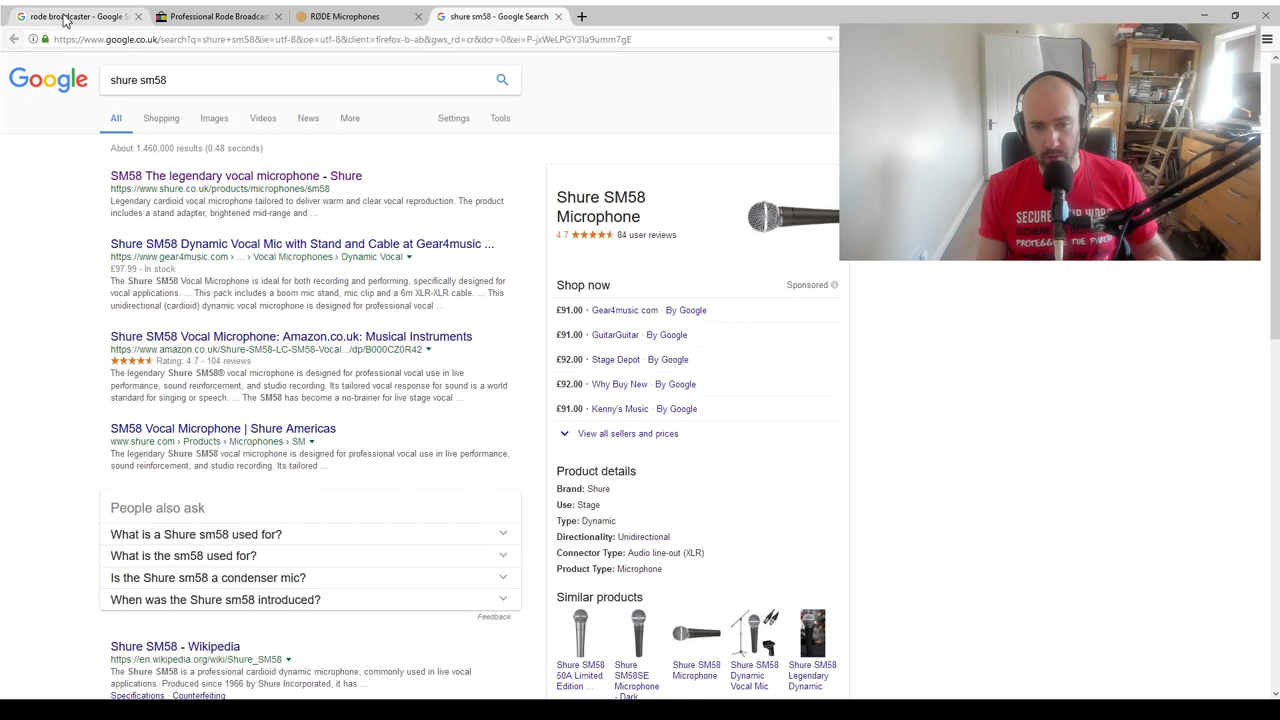 rode broadcaster - Google S
Professional Rode Broadcast
RØDE Microphones
shure sm58 - Google Search
https://www.google.co.uk/search?q=shure+sm58&ie=utf-8&oe=utf-8&client=firefox-b-ab&gws_rd=cr&dcr=0&ei=P-jxWeLPGY3Ia9umm7gE
Google
shure sm58
All
Shopping
Images
Videos
News
More
Settings
Tools
About 1,460,000 results (0.48 seconds)
SM58 The legendary vocal microphone - Shure
https://www.shure.co.uk/products/microphones/sm58
Legendary cardioid vocal microphone tailored to deliver warm and clear vocal reproduction. The product
includes a stand adapter, brightened mid-range and ...
Shure SM58 Dynamic Vocal Mic with Stand and Cable at Gear4music ...
https://www.gear4music.com › ... › Vocal Microphones › Dynamic Vocal
£97.99 - In stock
The Shure SM58 Vocal Microphone is ideal for both recording and performing, specifically designed for
vocal applications. ... This pack includes a boom mic stand, mic clip and a 6m XLR-XLR cable. ... This
unidirectional (cardioid) dynamic vocal microphone is designed for professional vocal ...
Shure SM58 Vocal Microphone: Amazon.co.uk: Musical Instruments
https://www.amazon.co.uk/Shure-SM58-LC-SM58-Vocal.../dp/B000CZ0R42
Rating: 4.7 - 104 reviews
The legendary Shure SM58® vocal microphone is designed for professional vocal use in live
performance, sound reinforcement, and studio recording. Its tailored vocal response for sound is a world
standard for singing or speech. ... The SM58 has become a no-brainer for live stage vocal ...
SM58 Vocal Microphone | Shure Americas
www.shure.com › Products › Microphones › SM
The legendary Shure SM58 vocal microphone is designed for professional vocal use in live performance,
sound reinforcement, and studio recording. Its tailored ...
People also ask
What is a Shure sm58 used for?
What is the sm58 used for?
Is the Shure sm58 a condenser mic?
When was the Shure sm58 introduced?
Feedback
Shure SM58 - Wikipedia
https://en.wikipedia.org/wiki/Shure_SM58
The Shure SM58 is a professional cardioid dynamic microphone, commonly used in live vocal
applications. Produced since 1966 by Shure Incorporated, it has ...
Specifications · Counterfeiting
Shure SM58
Microphone
4.7
84 user reviews
Shop now
Sponsored
£91.00 · Gear4music.com · By Google
£91.00 · GuitarGuitar · By Google
£92.00 · Stage Depot · By Google
£92.00 · Why Buy New · By Google
£91.00 · Kenny's Music · By Google
View all sellers and prices
Product details
Brand: Shure
Use: Stage
Type: Dynamic
Directionality: Unidirectional
Connector Type: Audio line-out (XLR)
Product Type: Microphone
Similar products
Shure SM58
50A Limited
Edition ...
Shure
SM58SE
Microphone
- Dark
Shure SM58
Microphone
Shure SM58
Dynamic
Vocal Mic
Shure SM58
Legendary
Dynamic